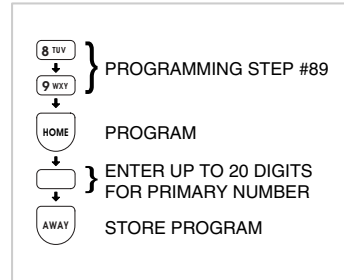 8 TUV
9 WXY
PROGRAMMING STEP #89
HOME
PROGRAM
ENTER UP TO 20 DIGITS
FOR PRIMARY NUMBER
AWAY
STORE PROGRAM